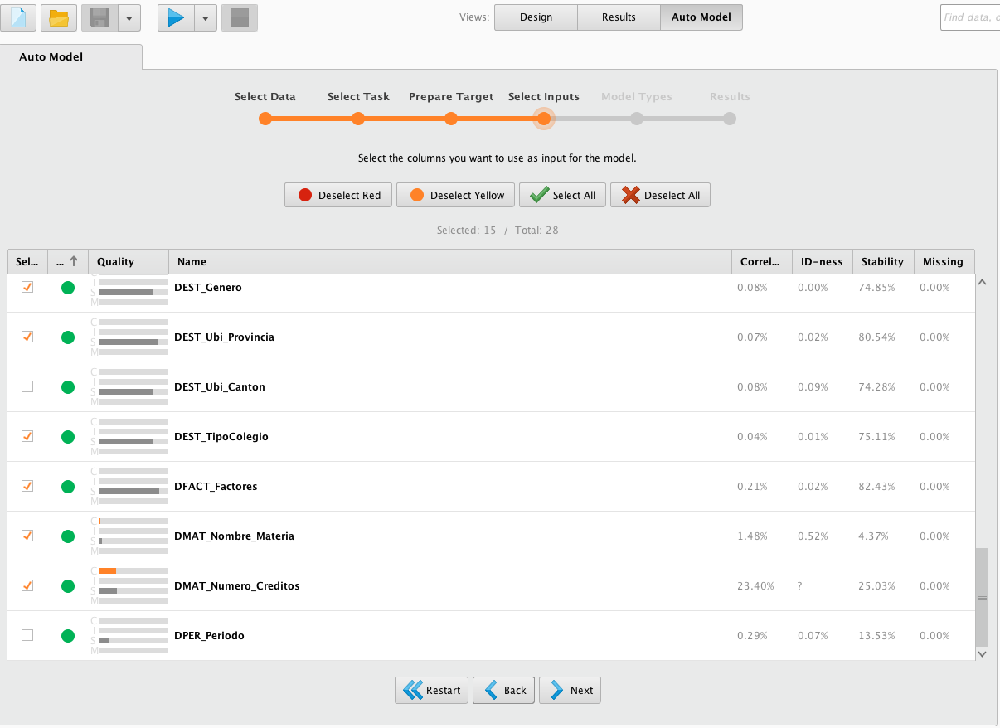 Views: Design Results Auto Model Find data, o
Auto Model
Select Data Select Task Prepare Target Select Inputs Model Types Results
Select the columns you want to use as input for the model.
Deselect Red Deselect Yellow Select All Deselect All
Selected: 15 / Total: 28
Sel... ... Quality Name Correl... ID-ness Stability Missing
C I S M DEST_Genero 0.08% 0.00% 74.85% 0.00%
C I S M DEST_Ubi_Provincia 0.07% 0.02% 80.54% 0.00%
C I S M DEST_Ubi_Canton 0.08% 0.09% 74.28% 0.00%
C I S M DEST_TipoColegio 0.04% 0.01% 75.11% 0.00%
C I S M DFACT_Factores 0.21% 0.02% 82.43% 0.00%
C I S M DMAT_Nombre_Materia 1.48% 0.52% 4.37% 0.00%
C I S M DMAT_Numero_Creditos 23.40% ? 25.03% 0.00%
C I S M DPER_Periodo 0.29% 0.07% 13.53% 0.00%
Restart Back Next